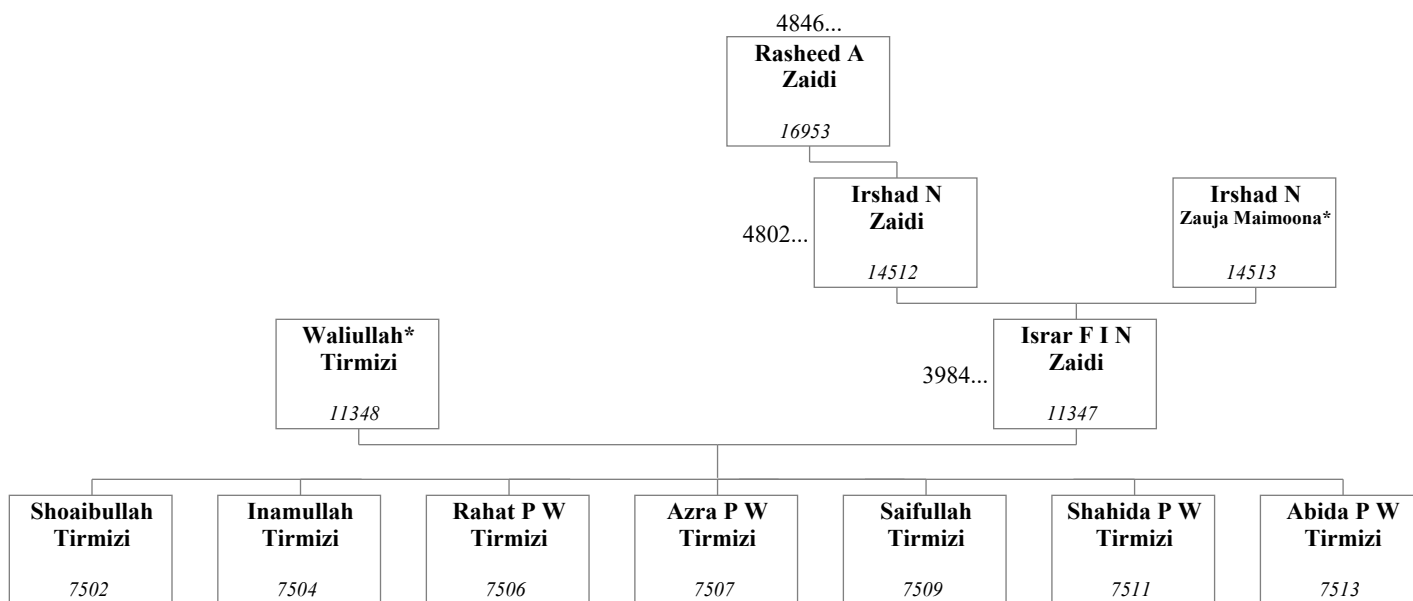 4846...
Rasheed A
Zaidi
16953
Irshad N
Zaidi
14512
4802...
Irshad N
Zauja Maimoona*
14513
Waliullah*
Tirmizi
11348
3984...
Israr F I N
Zaidi
11347
Shoaibullah
Tirmizi
7502
Inamullah
Tirmizi
7504
Rahat P W
Tirmizi
7506
Azra P W
Tirmizi
7507
Saifullah
Tirmizi
7509
Shahida P W
Tirmizi
7511
Abida P W
Tirmizi
7513